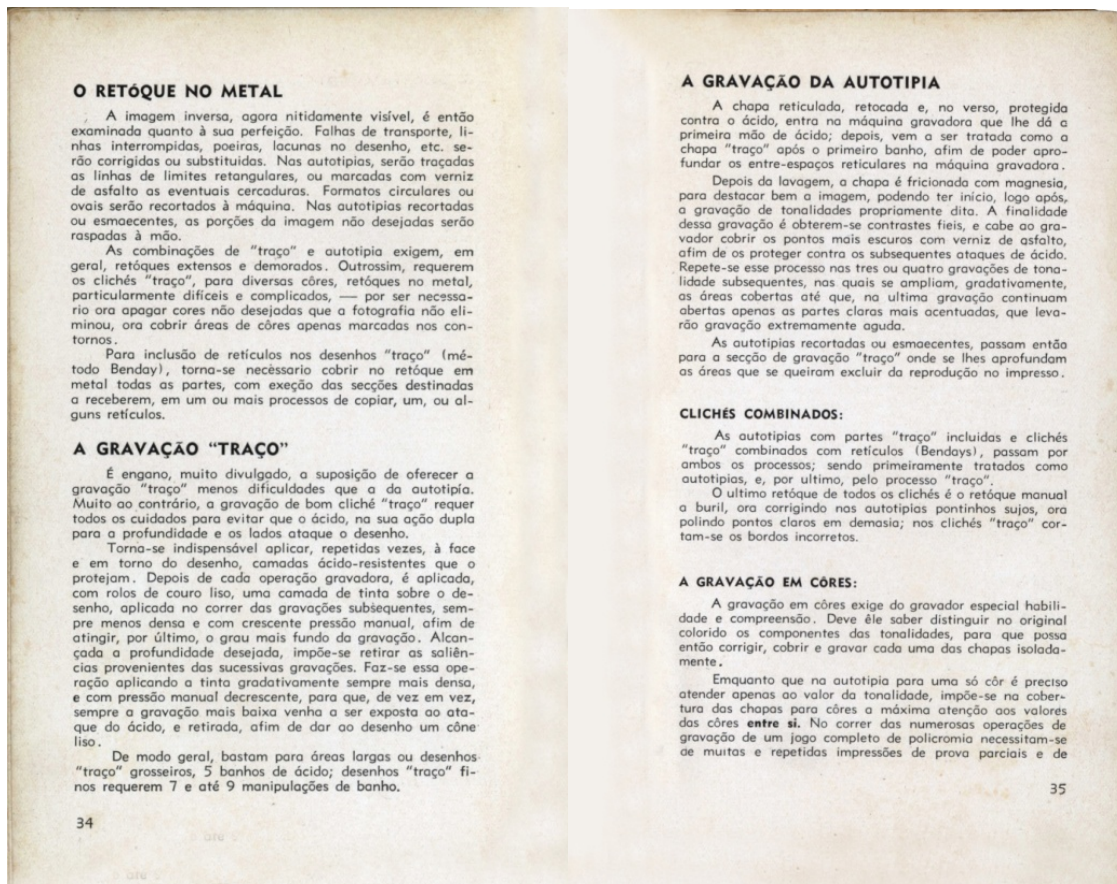 O RETÓQUE NO METAL
A imagem inversa, agora nitidamente visível, é então
examinada quanto à sua perfeição. Falhas de transporte, li-
nhas interrompidas, poeiras, lacunas no desenho, etc. se-
rão corrigidas ou substituidas. Nas autotipias, serão traçadas
as linhas de limites retangulares, ou marcadas com verniz
de asfalto as eventuais cercaduras. Formatos circulares ou
ovais serão recortados à máquina. Nas autotipias recortadas
ou esmaecentes, as porções da imagem não desejadas serão
raspadas à mão.
As combinações de "traço" e autotipia exigem, em
geral, retóques extensos e demorados. Outrossim, requerem
os clichés "traço", para diversas côres, retóques no metal,
particularmente difíceis e complicados, — por ser necessa-
rio ora apagar cores não desejadas que a fotografia não eli-
minou, ora cobrir áreas de côres apenas marcadas nos con-
tornos.
Para inclusão de retículos nos desenhos "traço" (mé-
todo Benday), torna-se necèssario cobrir no retóque em
metal todas as partes, com exeção das secções destinadas
a receberem, em um ou mais processos de copiar, um, ou al-
guns retículos.
A GRAVAÇÃO "TRAÇO"
É engano, muito divulgado, a suposição de oferecer a
gravação "traço" menos dificuldades que a da autotipía.
Muito ao contrário, a gravação de bom cliché "traço" requer
todos os cuidados para evitar que o ácido, na sua ação dupla
para a profundidade e os lados ataque o desenho.
Torna-se indispensável aplicar, repetidas vezes, à face
e em torno do desenho, camadas ácido-resistentes que o
protejam. Depois de cada operação gravadora, é aplicada,
com rolos de couro liso, uma camada de tinta sobre o de-
senho, aplicada no correr das gravações subsequentes, sem-
pre menos densa e com crescente pressão manual, afim de
atingir, por último, o grau mais fundo da gravação. Alcan-
çada a profundidade desejada, impõe-se retirar as saliên-
cias provenientes das sucessivas gravações. Faz-se essa ope-
ração aplicando a tinta gradativamente sempre mais densa,
e com pressão manual decrescente, para que, de vez em vez,
sempre a gravação mais baixa venha a ser exposta ao ata-
que do ácido, e retirada, afim de dar ao desenho um cône
liso.
De modo geral, bastam para áreas largas ou desenhos
"traço" grosseiros, 5 banhos de ácido; desenhos "traço" fi-
nos requerem 7 e até 9 manipulações de banho.
34
A GRAVAÇÃO DA AUTOTIPIA
A chapa reticulada, retocada e, no verso, protegida
contra o ácido, entra na máquina gravadora que lhe dá a
primeira mão de ácido; depois, vem a ser tratada como a
chapa "traço" após o primeiro banho, afim de poder apro-
fundar os entre-espaços reticulares na máquina gravadora.
Depois da lavagem, a chapa é fricionada com magnesia,
para destacar bem a imagem, podendo ter início, logo após,
a gravação de tonalidades propriamente dita. A finalidade
dessa gravação é obterem-se contrastes fieis, e cabe ao gra-
vador cobrir os pontos mais escuros com verniz de asfalto,
afim de os proteger contra os subsequentes ataques de ácido.
Repete-se esse processo nas tres ou quatro gravações de tona-
lidade subsequentes, nas quais se ampliam, gradativamente,
as áreas cobertas até que, na ultima gravação continuam
abertas apenas as partes claras mais acentuadas, que leva-
rão gravação extremamente aguda.
As autotipias recortadas ou esmaecentes, passam então
para a secção de gravação "traço" onde se lhes aprofundam
as áreas que se queiram excluir da reprodução no impresso.
CLICHÉS COMBINADOS:
As autotipias com partes "traço" incluidas e clichés
"traço" combinados com retículos (Bendays), passam por
ambos os processos; sendo primeiramente tratados como
autotipias, e, por ultimo, pelo processo "traço".
O ultimo retóque de todos os clichés é o retóque manual
a buril, ora corrigindo nas autotipias pontinhos sujos, ora
polindo pontos claros em demasia; nos clichés "traço" cor-
tam-se os bordos incorretos.
A GRAVAÇÃO EM CÔRES:
A gravação em côres exige do gravador especial habili-
dade e compreensão. Deve êle saber distinguir no original
colorido os componentes das tonalidades, para que possa
então corrigir, cobrir e gravar cada uma das chapas isolada-
mente.
Emquanto que na autotipia para uma só côr é preciso
atender apenas ao valor da tonalidade, impõe-se na cober-
tura das chapas para côres a máxima atenção aos valores
das côres entre si. No correr das numerosas operações de
gravação de um jogo completo de policromia necessitam-se
de muitas e repetidas impressões de prova parciais e de
35